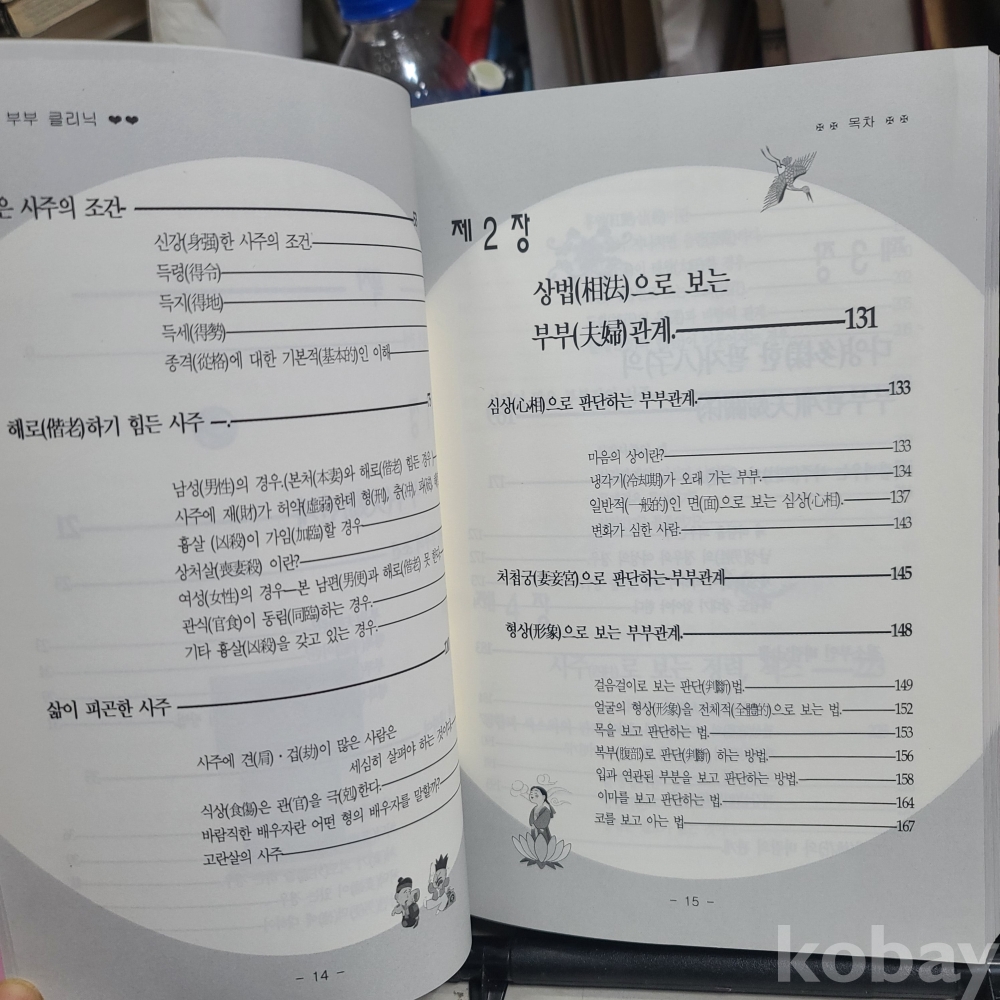 부부 클리닉 ❤❤
은 사주의 조건
신강(身强)한 사주의 조건
득령(得令)
득지(得地)
득세(得勢)
종격(從格)에 대한 기본적(基本的)인 이해
해로(偕老)하기 힘든 사주
남성(男性)의 경우.(본처(本妻)와 해로(偕老) 힘든 경우
사주에 재(財)가 허약(虛弱)한데 형(刑), 충(冲),
흉살 (凶殺)이 가임(加臨)할 경우
상처살(喪妻殺) 이란?
여성(女性)의 경우—본 남편(男便)과 해로(偕老) 못 한다
관식(官食)이 동림(同臨)하는 경우.
기타 흉살(凶殺)을 갖고 있는 경우.
삶이 피곤한 사주
사주에 견(肩)·겁(劫)이 많은 사람은
세심히 살펴야 하는 것이다
식상(食傷)은 관(官)을 극(剋)한다.
바람직한 배우자란 어떤 형의 배우자를 말할까?
고란살의 사주
- 14 -
✠ ✠ 목차 ✠ ✠
제 2 장
상법(相法)으로 보는
부부(夫婦)관계. 131
심상(心相)으로 판단하는 부부관계. 133
마음의 상이란? 133
냉각기(冷却期)가 오래 가는 부부. 134
일반적(一般的)인 면(面)으로 보는 심상(心相). 137
변화가 심한 사람. 143
처첩궁(妻妾宮)으로 판단하는 부부관계 145
형상(形象)으로 보는 부부관계. 148
걸음걸이로 보는 판단(判斷)법. 149
얼굴의 형상(形象)을 전체적(全體的)으로 보는 법. 152
목을 보고 판단하는 법. 153
복부(腹部)로 판단(判斷) 하는 방법. 156
입과 연관된 부분을 보고 판단하는 방법. 158
이마를 보고 판단하는 법. 164
코를 보고 아는 법 167
- 15 -
kobay